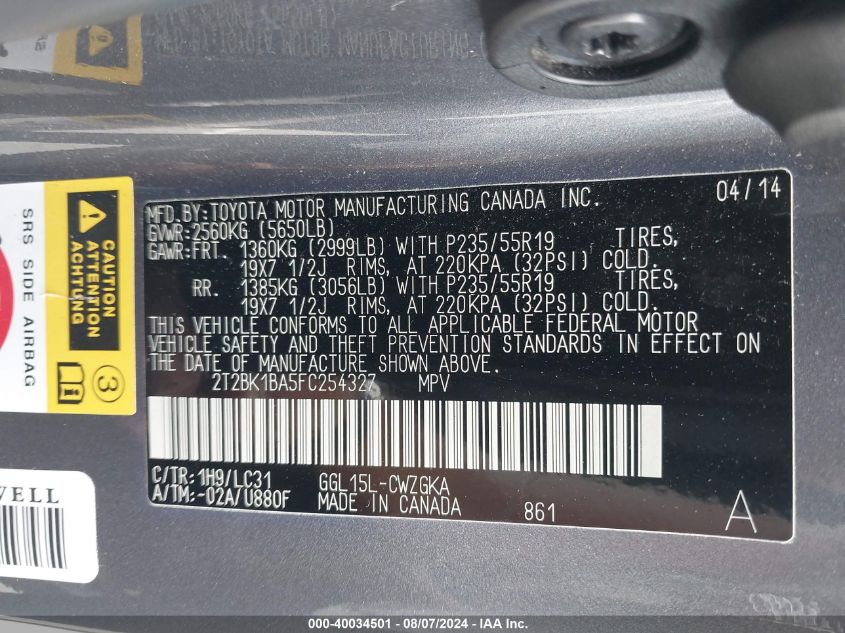 MFD.BY:TOYOTA MOTOR MANUFACTURING CANADA INC. 04/14
GVWR:2560KG (5650LB)
GAWR:FRT. 1360KG (2999LB) WITH P235/55R19 TIRES,
19X7 1/2J RIMS, AT 220KPA (32PSI) COLD.
RR. 1385KG (3056LB) WITH P235/55R19 TIRES,
19X7 1/2J RIMS, AT 220KPA (32PSI) COLD.
THIS VEHICLE CONFORMS TO ALL APPLICABLE FEDERAL MOTOR
VEHICLE SAFETY AND THEFT PREVENTION STANDARDS IN EFFECT ON
THE DATE OF MANUFACTURE SHOWN ABOVE.
2T2BK1BA5FC254327 MPV
C/TR:1H9/LC31 GGL15L-CWZGKA
A/TM:-02A/U880F MADE IN CANADA 861 A
SRS SIDE AIRBAG
CAUTION
ATTENTION
ACHTUNG
3
000-40034501 - 08/07/2024 - IAA Inc.